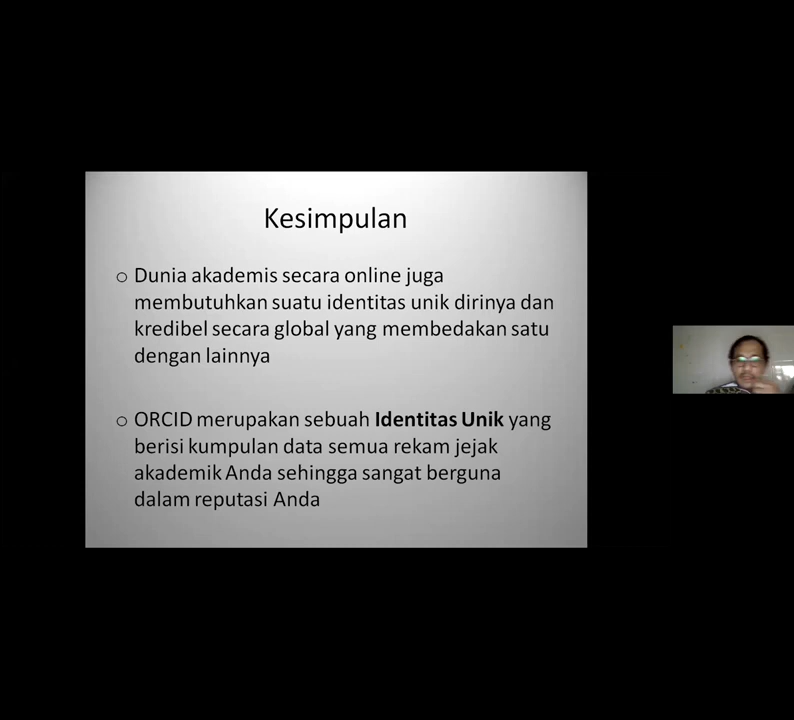 Kesimpulan
○ Dunia akademis secara online juga
membutuhkan suatu identitas unik dirinya dan
kredibel secara global yang membedakan satu
dengan lainnya
○ ORCID merupakan sebuah Identitas Unik yang
berisi kumpulan data semua rekam jejak
akademik Anda sehingga sangat berguna
dalam reputasi Anda